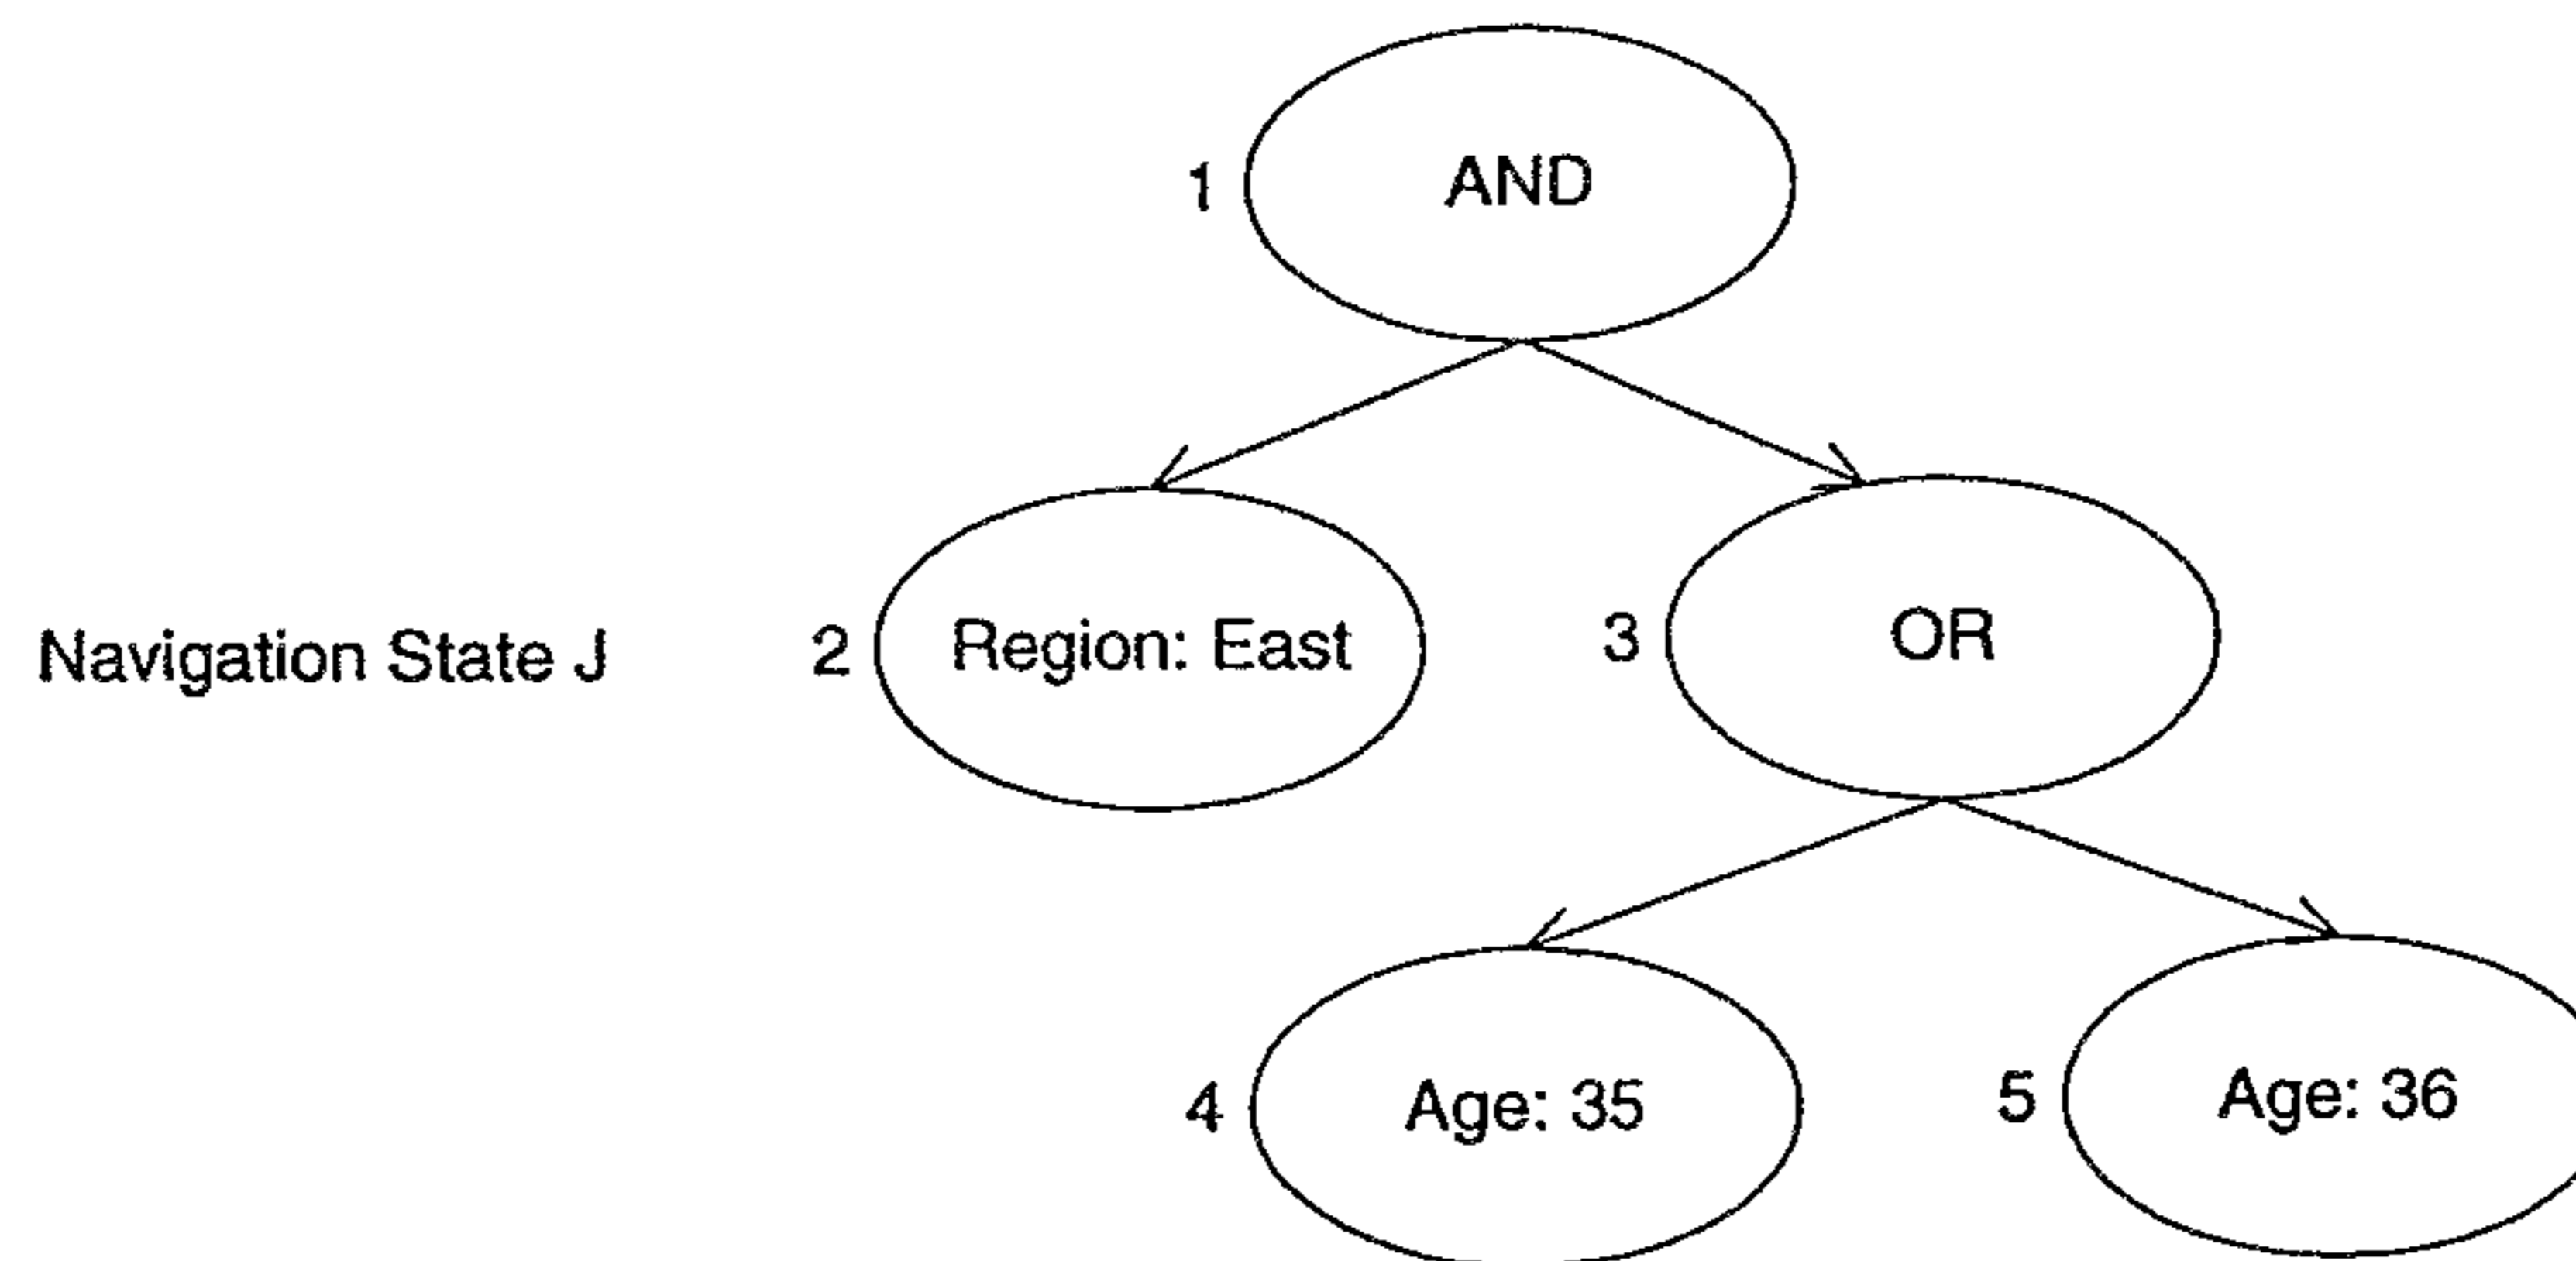 1 AND
Navigation State J
2 Region: East
3 OR
4 Age: 35
5 Age: 36